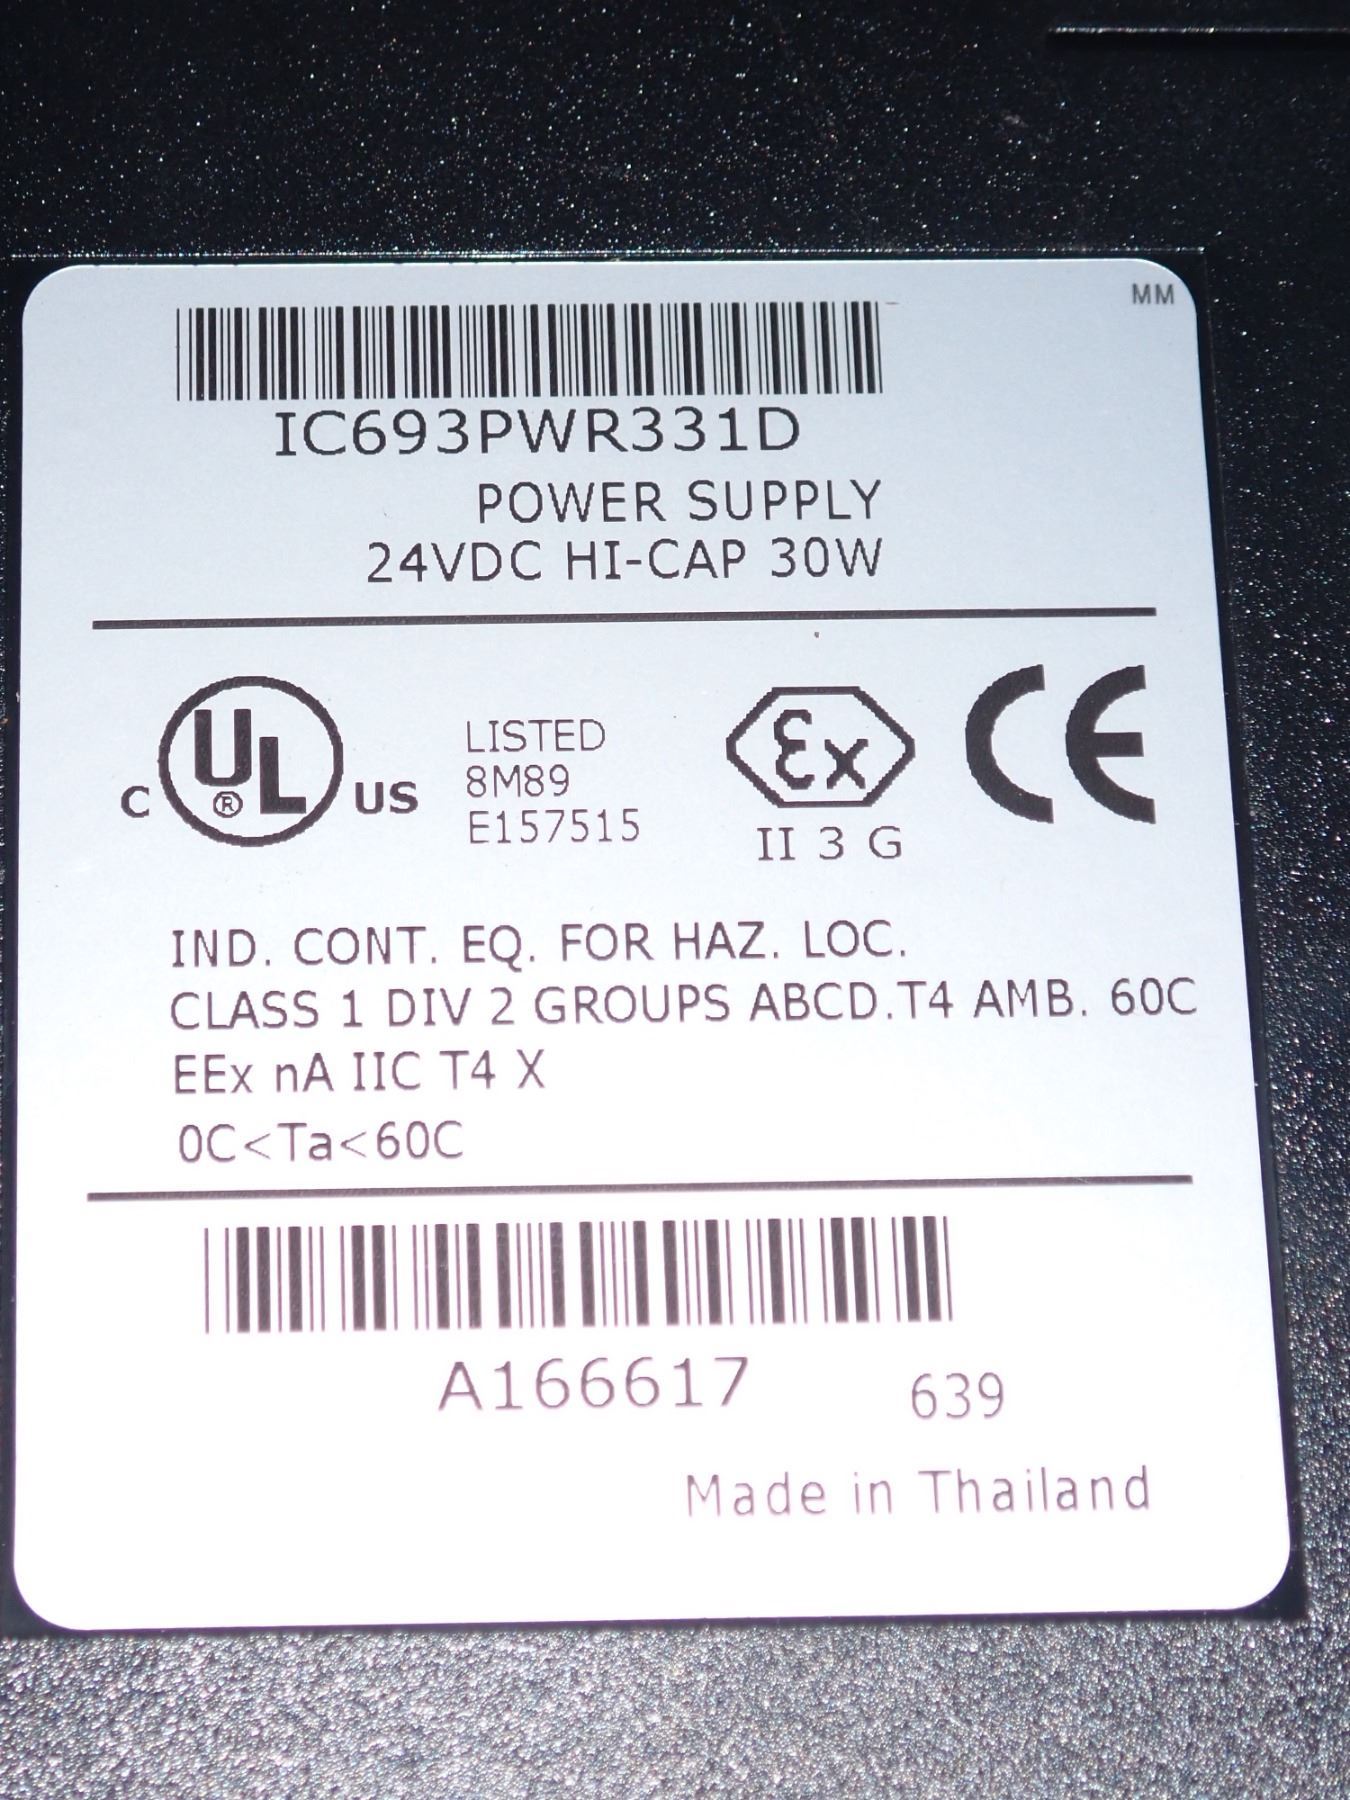 MM
IC693PWR331D
POWER SUPPLY
24VDC HI-CAP 30W
C UL ® US
LISTED
8M89
E157515
Ex
II 3 G
CE
IND. CONT. EQ. FOR HAZ. LOC.
CLASS 1 DIV 2 GROUPS ABCD.T4 AMB. 60C
EEx nA IIC T4 X
0C<Ta<60C
A166617 639
Made in Thailand